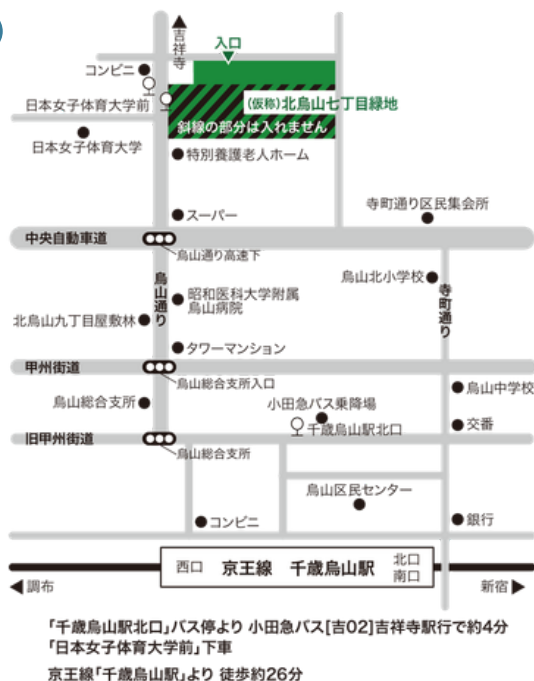 吉祥寺
入口
コンビニ
日本女子体育大学前
(仮称)北烏山七丁目緑地
斜線の部分は入れません
日本女子体育大学
特別養護老人ホーム
スーパー
寺町通り区民集会所
中央自動車道
烏山通り高速下
烏山通り
烏山北小学校
寺町通り
昭和医科大学附属
烏山病院
北烏山九丁目屋敷林
タワーマンション
甲州街道
烏山総合支所入口
烏山中学校
烏山総合支所
小田急バス乗降場
千歳烏山駅北口
交番
旧甲州街道
烏山総合支所
烏山区民センター
コンビニ
銀行
西口 京王線 千歳烏山駅 北口
南口
調布
新宿
「千歳烏山駅北口」バス停より 小田急バス[吉02]吉祥寺駅行で約4分
「日本女子体育大学前」下車
京王線「千歳烏山駅」より 徒歩約26分